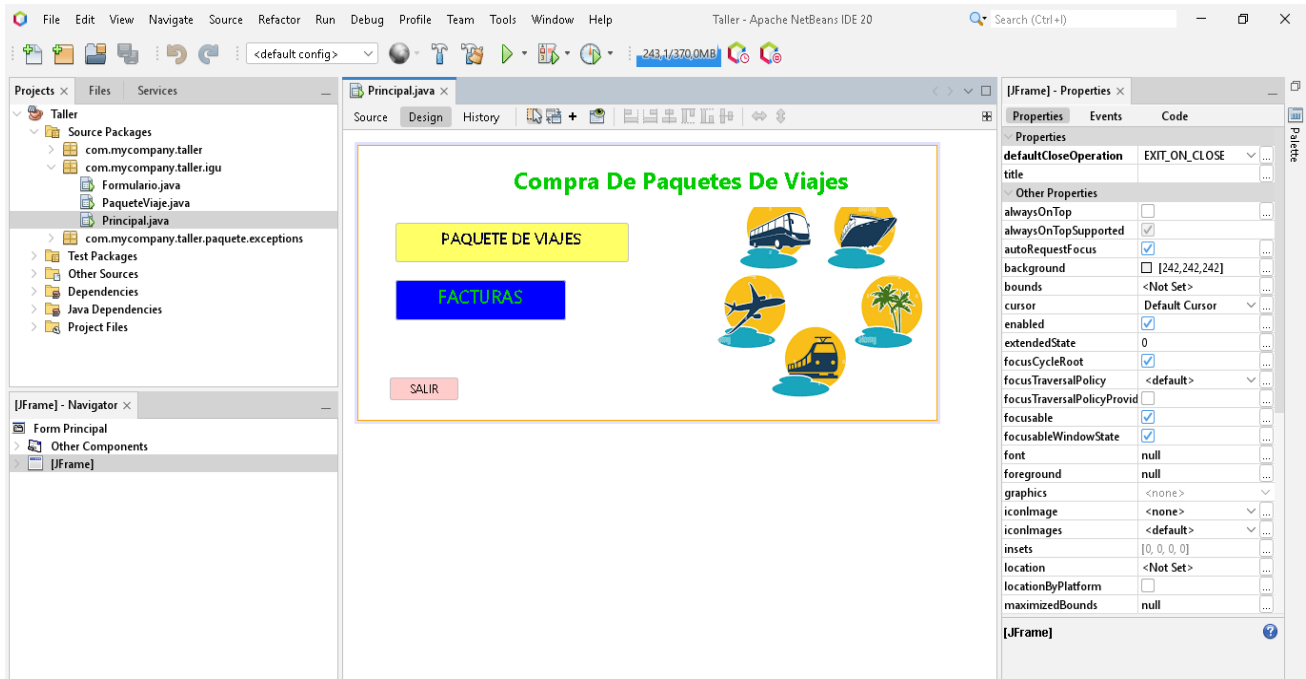 File Edit View Navigate Source Refactor Run Debug Profile Team Tools Window Help Taller - Apache NetBeans IDE 20 Search (Ctrl+I)
<default config> 243,1/370,0MB
Projects Files Services
Taller
Source Packages
com.mycompany.taller
com.mycompany.taller.igu
Formulario.java
PaqueteViaje.java
Principal.java
com.mycompany.taller.paquete.exceptions
Test Packages
Other Sources
Dependencies
Java Dependencies
Project Files
[JFrame] - Navigator
Form Principal
Other Components
[JFrame]
Principal.java
Source Design History
Compra De Paquetes De Viajes
PAQUETE DE VIAJES
FACTURAS
SALIR
[JFrame] - Properties
Properties Events Code
Properties
defaultCloseOperation EXIT_ON_CLOSE
title
Other Properties
alwaysOnTop
alwaysOnTopSupported
autoRequestFocus
background [242,242,242]
bounds <Not Set>
cursor Default Cursor
enabled
extendedState 0
focusCycleRoot
focusTraversalPolicy <default>
focusTraversalPolicyProvid
focusable
focusableWindowState
font null
foreground null
graphics <none>
iconImage <none>
iconImages <default>
insets [0, 0, 0, 0]
location <Not Set>
locationByPlatform
maximizedBounds null
[JFrame]
Palette